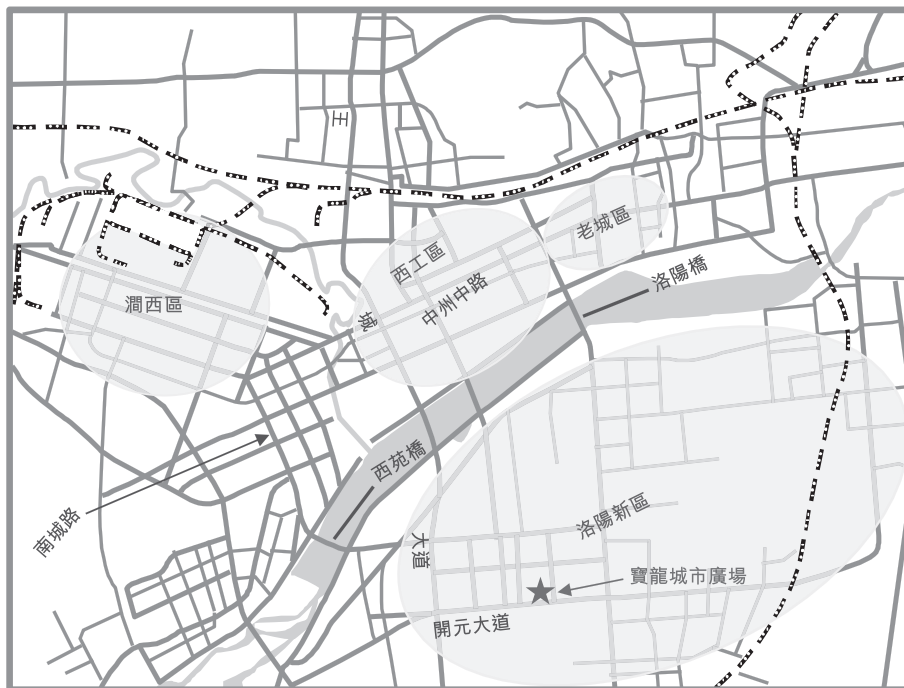 王
老城區
西工區
洛陽橋
中州中路
澗西區
城
西苑橋
南城路
洛陽新區
大道
寶龍城市廣場
開元大道